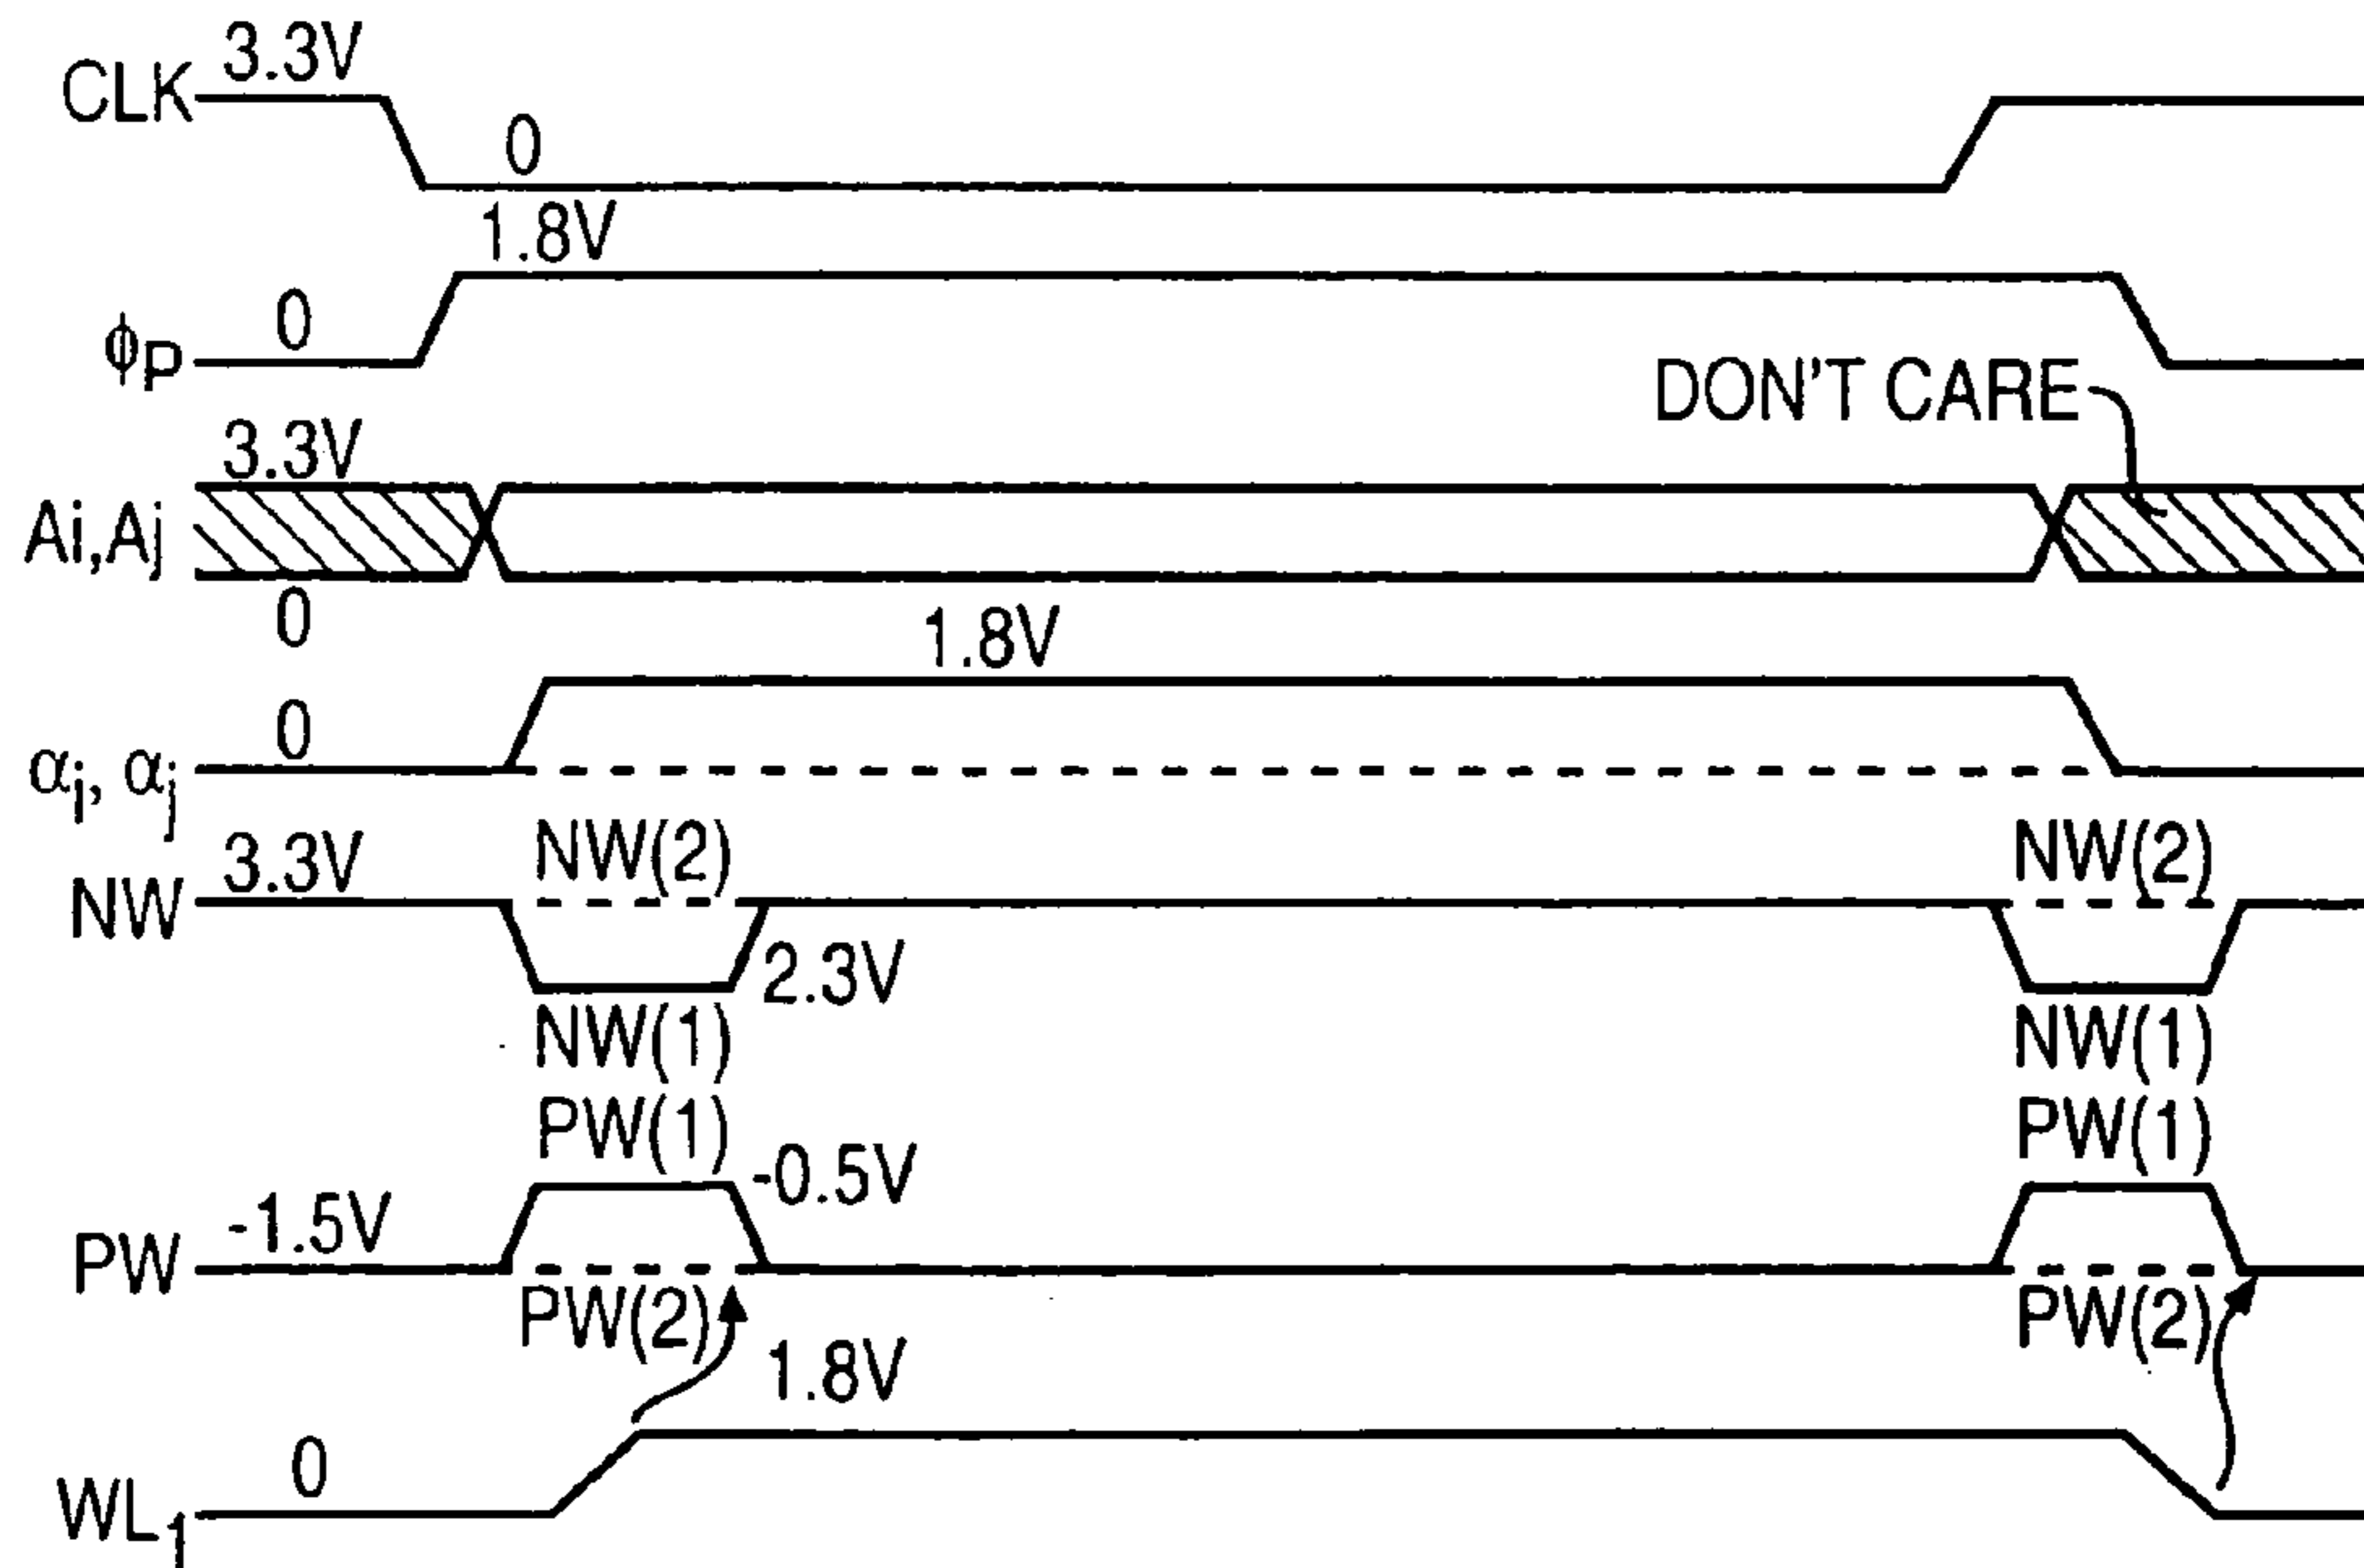 3.3V
CLK
0
1.8V
0
ϕP
DON'T CARE
3.3V
Ai,Aj
0
1.8V
0
αi, αj
NW(2)
NW(2)
3.3V
NW
2.3V
NW(1)
NW(1)
PW(1)
PW(1)
-0.5V
-1.5V
PW
PW(2)
PW(2)
1.8V
0
WL1